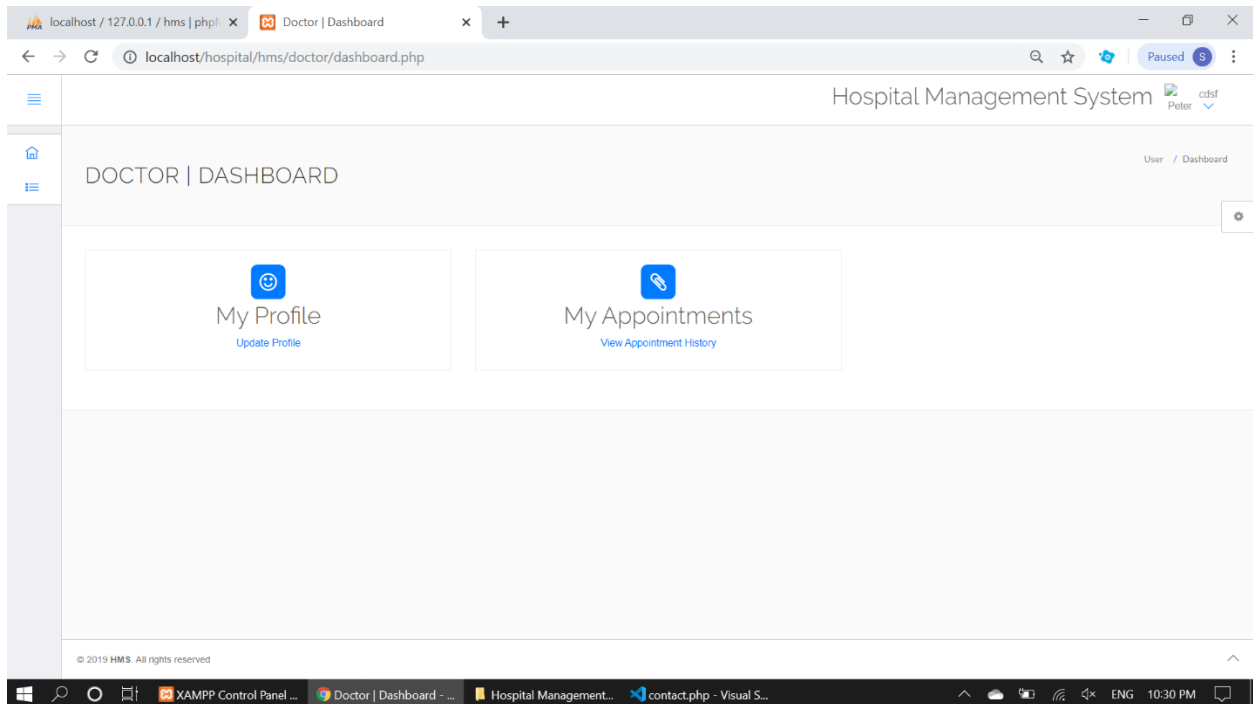 localhost / 127.0.0.1 / hms | php
Doctor | Dashboard
localhost/hospital/hms/doctor/dashboard.php
Paused S
Hospital Management System
Peter
cdsf
DOCTOR | DASHBOARD
User / Dashboard
My Profile
Update Profile
My Appointments
View Appointment History
© 2019 HMS. All rights reserved
XAMPP Control Panel ...
Doctor | Dashboard - ...
Hospital Management...
contact.php - Visual S...
ENG
10:30 PM